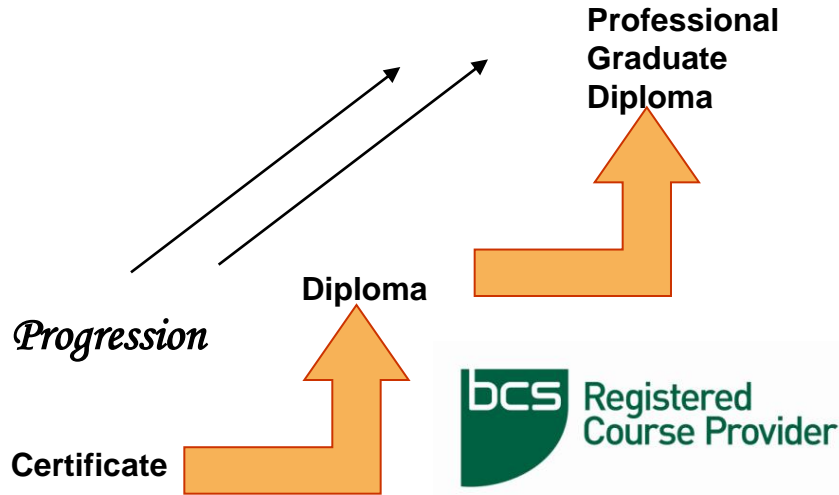 Professional
Graduate
Diploma
Diploma
Progression
bcs
Registered
Course Provider
Certificate